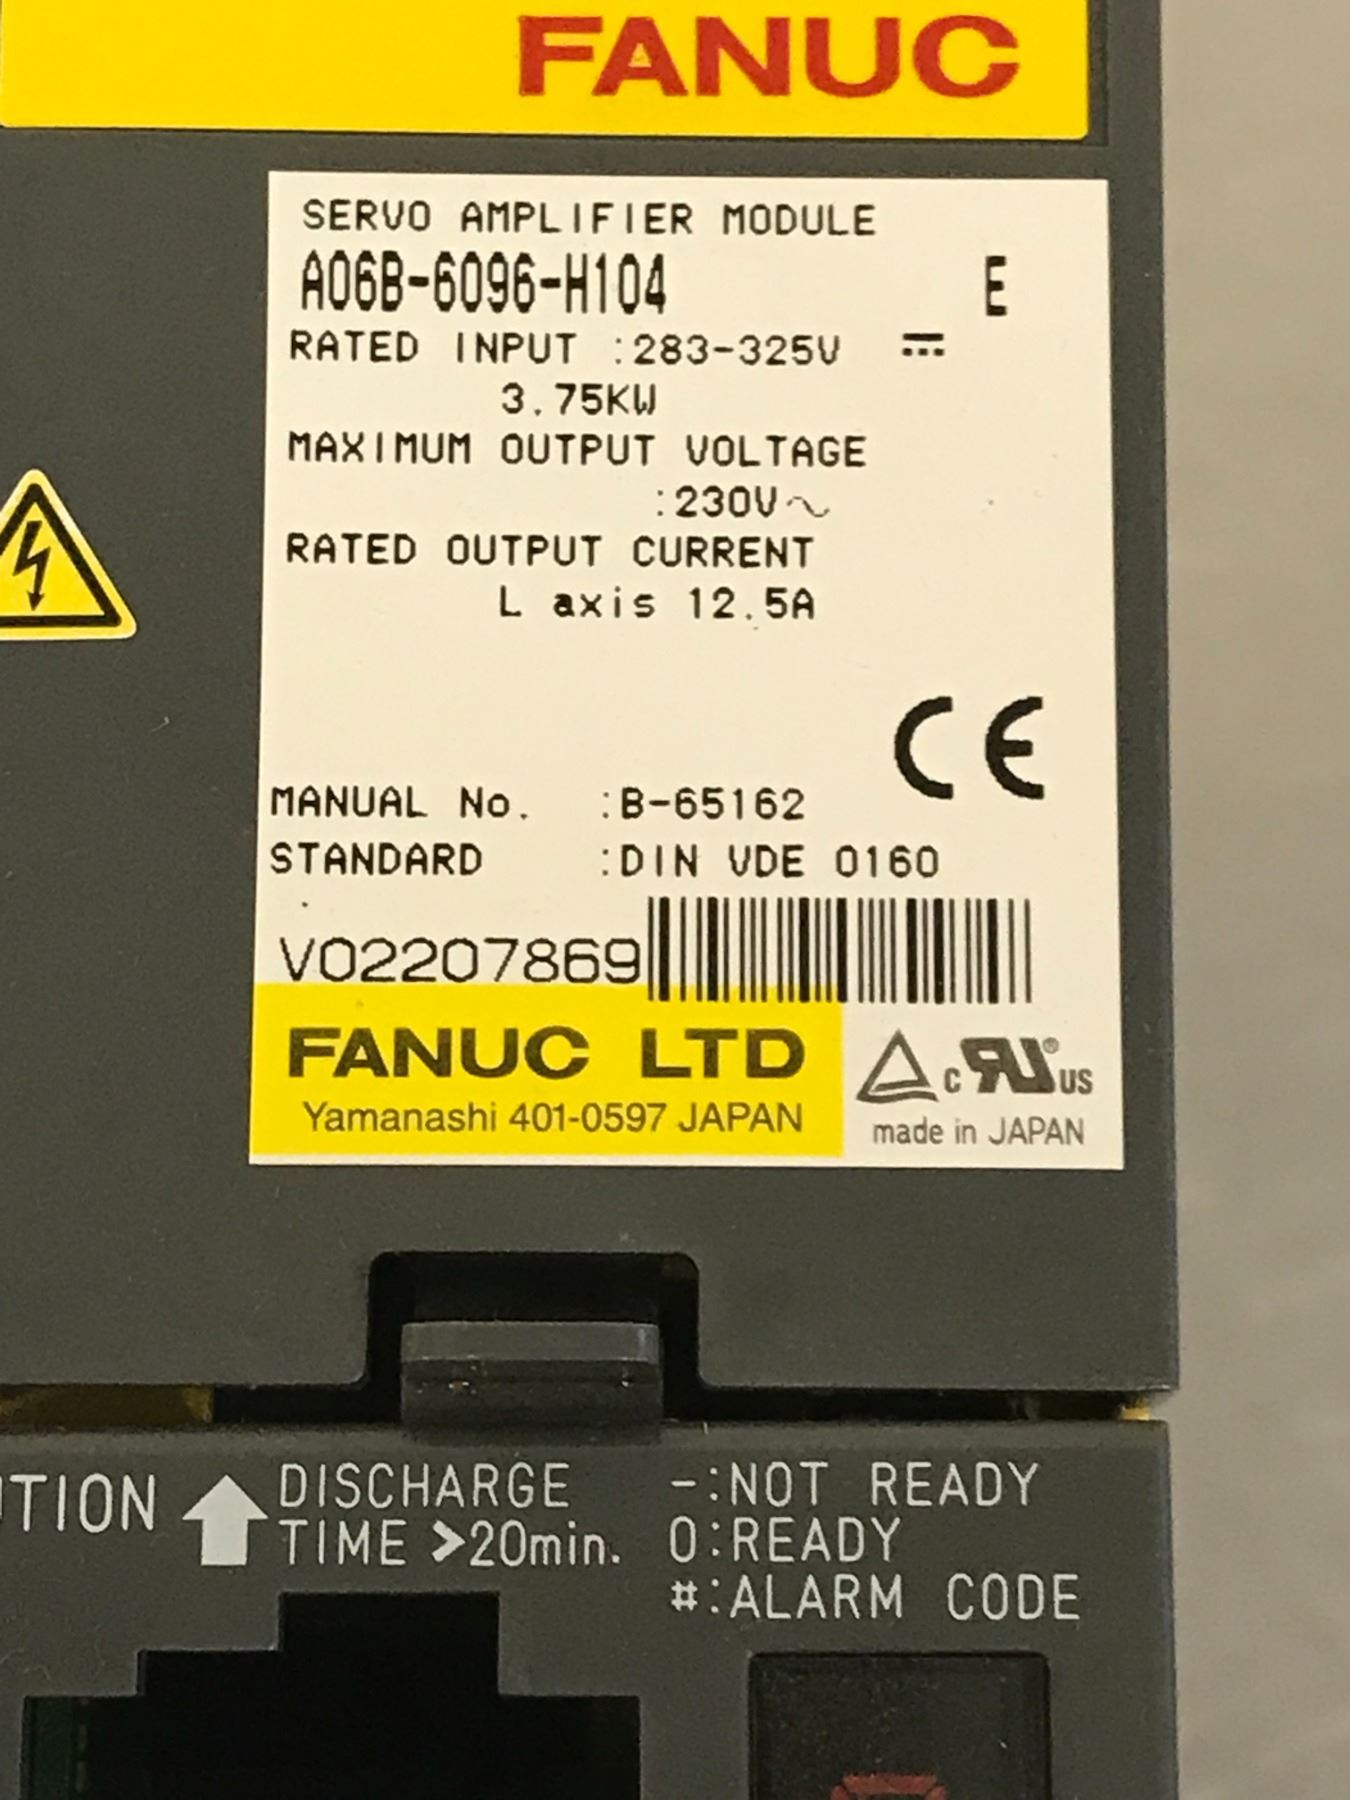 FANUC
SERVO AMPLIFIER MODULE
A06B-6096-H104 E
RATED INPUT :283-325V ⎓
3.75KW
MAXIMUM OUTPUT VOLTAGE
:230V~
RATED OUTPUT CURRENT
L axis 12.5A
CE
MANUAL No. :B-65162
STANDARD :DIN VDE 0160
V02207869
FANUC LTD
Yamanashi 401-0597 JAPAN
c RU® US
made in JAPAN
DISCHARGE
TIME >20min.
-:NOT READY
0:READY
#:ALARM CODE